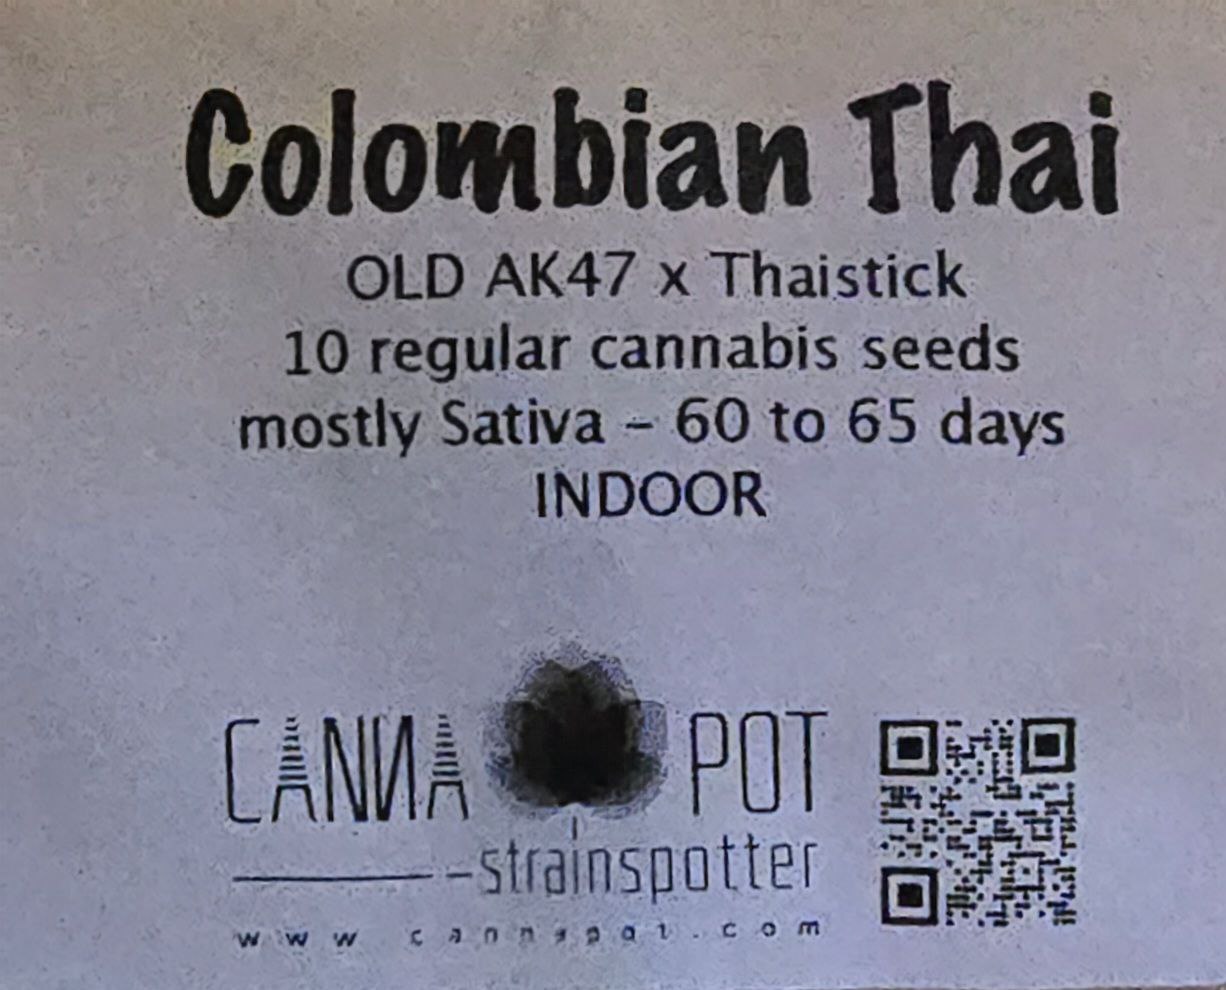 Colombian Thai
OLD AK47 x Thaistick
10 regular cannabis seeds
mostly Sativa – 60 to 65 days
INDOOR
CANNA POT
strainspotter
www.cannapot.com